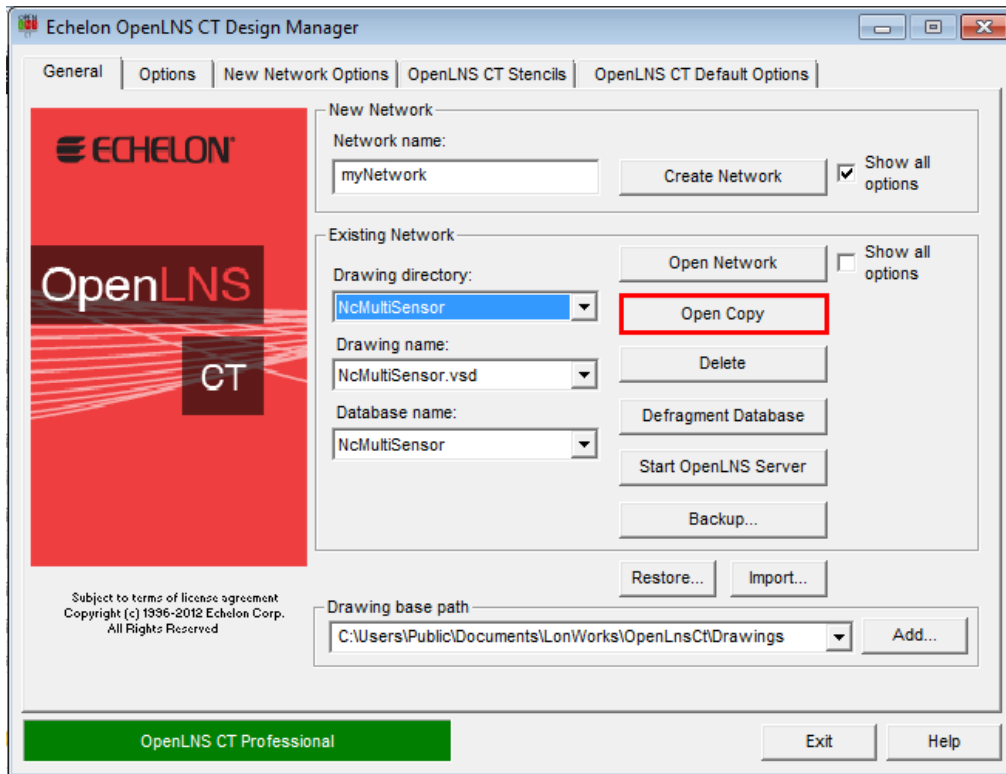 Echelon OpenLNS CT Design Manager
General
Options
New Network Options
OpenLNS CT Stencils
OpenLNS CT Default Options
ECHELON
OpenLNS
CT
Subject to terms of license agreement
Copyright (c) 1996-2012 Echelon Corp.
All Rights Reserved
New Network
Network name:
myNetwork
Create Network
Show all
options
Existing Network
Drawing directory:
NcMultiSensor
Drawing name:
NcMultiSensor.vsd
Database name:
NcMultiSensor
Open Network
Show all
options
Open Copy
Delete
Defragment Database
Start OpenLNS Server
Backup...
Restore...
Import...
Drawing base path
C:\Users\Public\Documents\LonWorks\OpenLnsCt\Drawings
Add...
OpenLNS CT Professional
Exit
Help